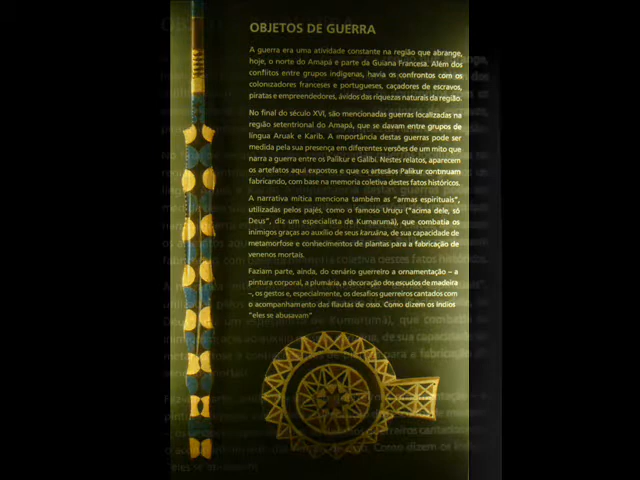 OBJETOS DE GUERRA
A guerra era uma atividade constante na região que abrange,
hoje, o norte do Amapá e parte da Guiana Francesa. Além dos
conflitos entre grupos indígenas, havia os confrontos com os
colonizadores franceses e portugueses, caçadores de escravos,
piratas e empreendedores, ávidos das riquezas naturais da região.
No final do século XVI, são mencionadas guerras localizadas na
região setentrional do Amapá, que se davam entre grupos de
língua Aruak e Karib. A importância destas guerras pode ser
medida pela sua presença em diferentes versões de um mito que
narra a guerra entre os Palikur e Galibi. Nestes relatos, aparecem
os artefatos aqui expostos e que os artesãos Palikur continuam
fabricando, com base na memoria coletiva destes fatos históricos.
A narrativa mítica menciona também as "armas espirituais",
utilizadas pelos pajés, como o famoso Uruçu ("acima dele, só
Deus", diz um especialista de Kumarumã), que combatia os
inimigos graças ao auxílio de seus karuãna, de sua capacidade de
metamorfose e conhecimentos de plantas para a fabricação de
venenos mortais.
Faziam parte, ainda, do cenário guerreiro a ornamentação – a
pintura corporal, a plumária, a decoração dos escudos de madeira
–, os gestos e, especialmente, os desafios guerreiros cantados com
o acompanhamento das flautas de osso. Como dizem os índios
"eles se abusavam"